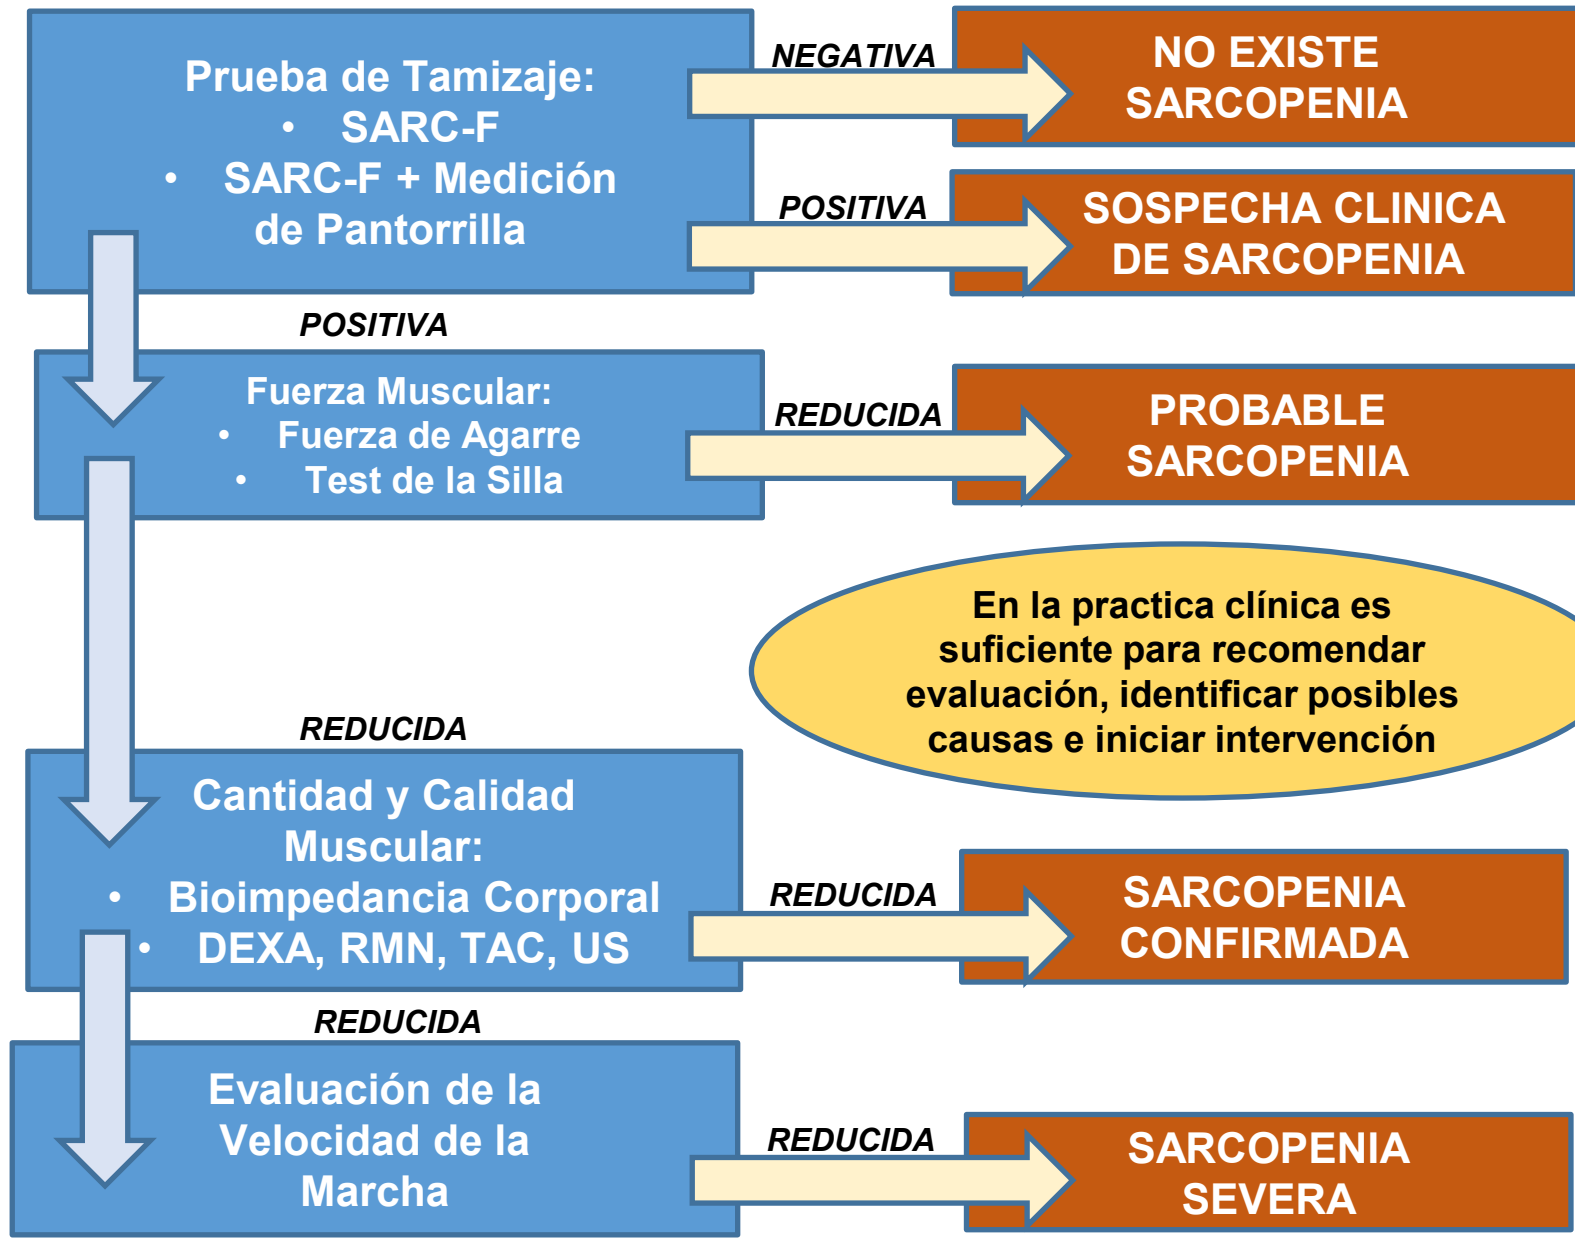 Prueba de Tamizaje:
• SARC-F
• SARC-F + Medición
de Pantorrilla
NEGATIVA
NO EXISTE
SARCOPENIA
POSITIVA
SOSPECHA CLINICA
DE SARCOPENIA
POSITIVA
Fuerza Muscular:
• Fuerza de Agarre
• Test de la Silla
REDUCIDA
PROBABLE
SARCOPENIA
En la practica clínica es
suficiente para recomendar
evaluación, identificar posibles
causas e iniciar intervención
REDUCIDA
Cantidad y Calidad
Muscular:
• Bioimpedancia Corporal
• DEXA, RMN, TAC, US
REDUCIDA
SARCOPENIA
CONFIRMADA
REDUCIDA
Evaluación de la
Velocidad de la
Marcha
REDUCIDA
SARCOPENIA
SEVERA